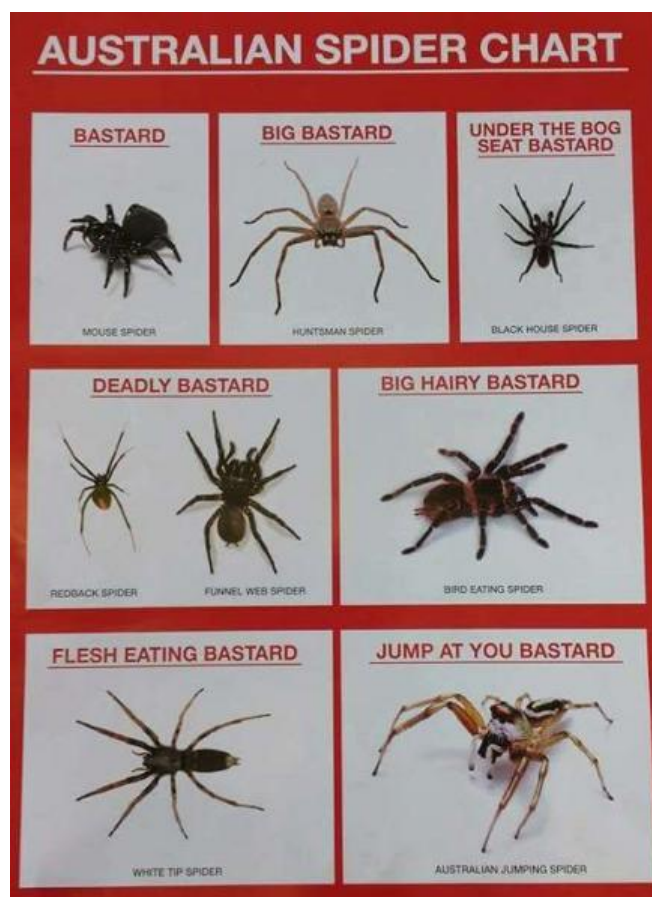 AUSTRALIAN SPIDER CHART
BASTARD
MOUSE SPIDER
BIG BASTARD
HUNTSMAN SPIDER
UNDER THE BOG
SEAT BASTARD
BLACK HOUSE SPIDER
DEADLY BASTARD
REDBACK SPIDER
FUNNEL WEB SPIDER
BIG HAIRY BASTARD
BIRD EATING SPIDER
FLESH EATING BASTARD
WHITE TIP SPIDER
JUMP AT YOU BASTARD
AUSTRALIAN JUMPING SPIDER